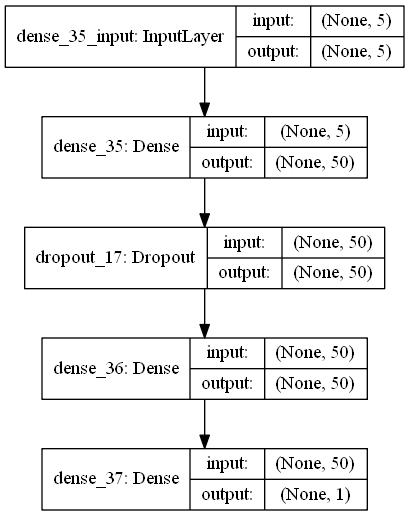 dense_35_input: InputLayer
input: (None, 5)
output: (None, 5)
dense_35: Dense
input: (None, 5)
output: (None, 50)
dropout_17: Dropout
input: (None, 50)
output: (None, 50)
dense_36: Dense
input: (None, 50)
output: (None, 50)
dense_37: Dense
input: (None, 50)
output: (None, 1)